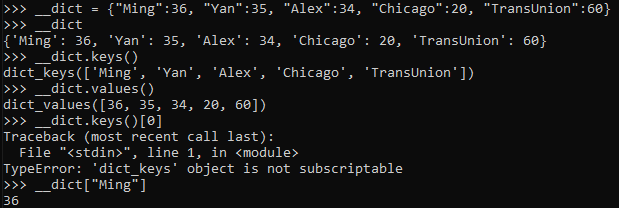 >>> __dict = {"Ming":36, "Yan":35, "Alex":34, "Chicago":20, "TransUnion":60}
>>> __dict
{'Ming': 36, 'Yan': 35, 'Alex': 34, 'Chicago': 20, 'TransUnion': 60}
>>> __dict.keys()
dict_keys(['Ming', 'Yan', 'Alex', 'Chicago', 'TransUnion'])
>>> __dict.values()
dict_values([36, 35, 34, 20, 60])
>>> __dict.keys()[0]
Traceback (most recent call last):
  File "<stdin>", line 1, in <module>
TypeError: 'dict_keys' object is not subscriptable
>>> __dict["Ming"]
36